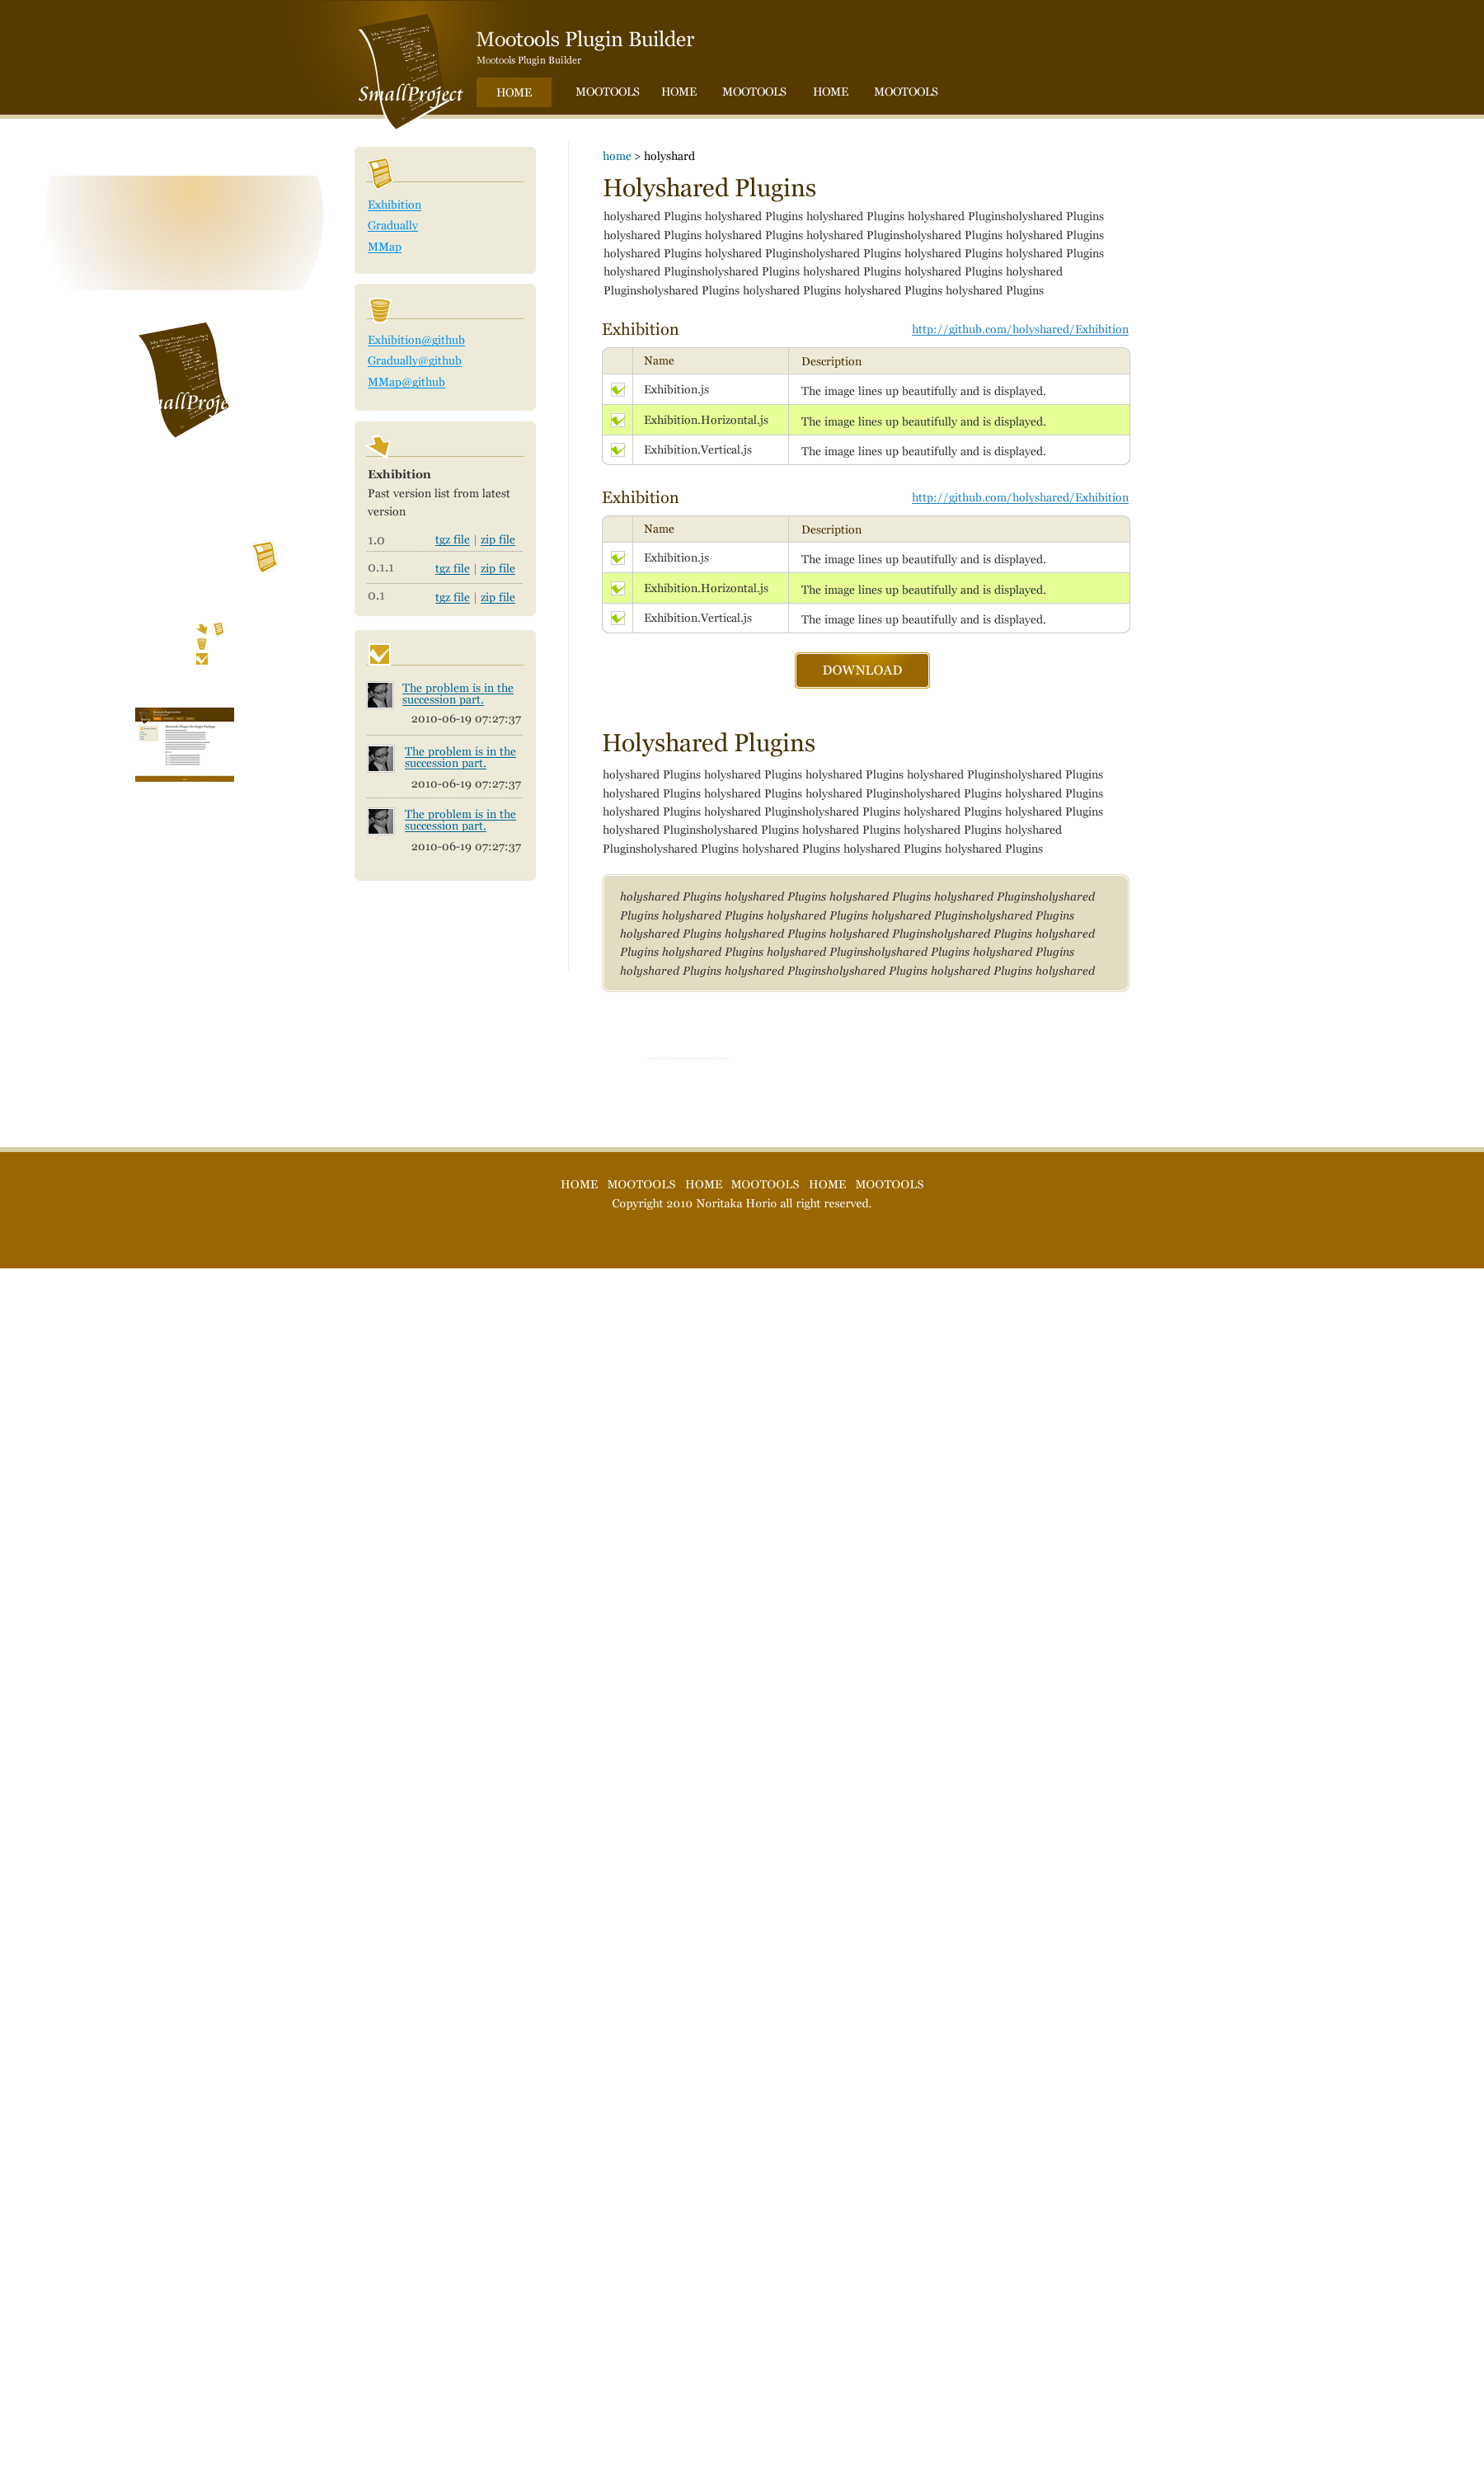 Mootools Plugin Builder
Mootools Plugin Builder
SmallProject
HOME MOOTOOLS HOME MOOTOOLS HOME MOOTOOLS
Exhibition
Gradually
MMap
Exhibition@github
Gradually@github
MMap@github
Exhibition
Past version list from latest
version
1.0 tgz file | zip file
0.1.1 tgz file | zip file
0.1 tgz file | zip file
The problem is in the
succession part.
2010-06-19 07:27:37
The problem is in the
succession part.
2010-06-19 07:27:37
The problem is in the
succession part.
2010-06-19 07:27:37
home > holyshard
Holyshared Plugins
holyshared Plugins holyshared Plugins holyshared Plugins holyshared Pluginsholyshared Plugins
holyshared Plugins holyshared Plugins holyshared Pluginsholyshared Plugins holyshared Plugins
holyshared Plugins holyshared Pluginsholyshared Plugins holyshared Plugins holyshared Plugins
holyshared Pluginsholyshared Plugins holyshared Plugins holyshared Plugins holyshared
Pluginsholyshared Plugins holyshared Plugins holyshared Plugins holyshared Plugins
Exhibition http://github.com/holyshared/Exhibition
Name Description
Exhibition.js The image lines up beautifully and is displayed.
Exhibition.Horizontal.js The image lines up beautifully and is displayed.
Exhibition.Vertical.js The image lines up beautifully and is displayed.
Exhibition http://github.com/holyshared/Exhibition
Name Description
Exhibition.js The image lines up beautifully and is displayed.
Exhibition.Horizontal.js The image lines up beautifully and is displayed.
Exhibition.Vertical.js The image lines up beautifully and is displayed.
DOWNLOAD
Holyshared Plugins
holyshared Plugins holyshared Plugins holyshared Plugins holyshared Pluginsholyshared Plugins
holyshared Plugins holyshared Plugins holyshared Pluginsholyshared Plugins holyshared Plugins
holyshared Plugins holyshared Pluginsholyshared Plugins holyshared Plugins holyshared Plugins
holyshared Pluginsholyshared Plugins holyshared Plugins holyshared Plugins holyshared
Pluginsholyshared Plugins holyshared Plugins holyshared Plugins holyshared Plugins
holyshared Plugins holyshared Plugins holyshared Plugins holyshared Pluginsholyshared
Plugins holyshared Plugins holyshared Plugins holyshared Pluginsholyshared Plugins
holyshared Plugins holyshared Plugins holyshared Pluginsholyshared Plugins holyshared
Plugins holyshared Plugins holyshared Pluginsholyshared Plugins holyshared Plugins
holyshared Plugins holyshared Pluginsholyshared Plugins holyshared Plugins holyshared
HOME MOOTOOLS HOME MOOTOOLS HOME MOOTOOLS
Copyright 2010 Noritaka Horio all right reserved.